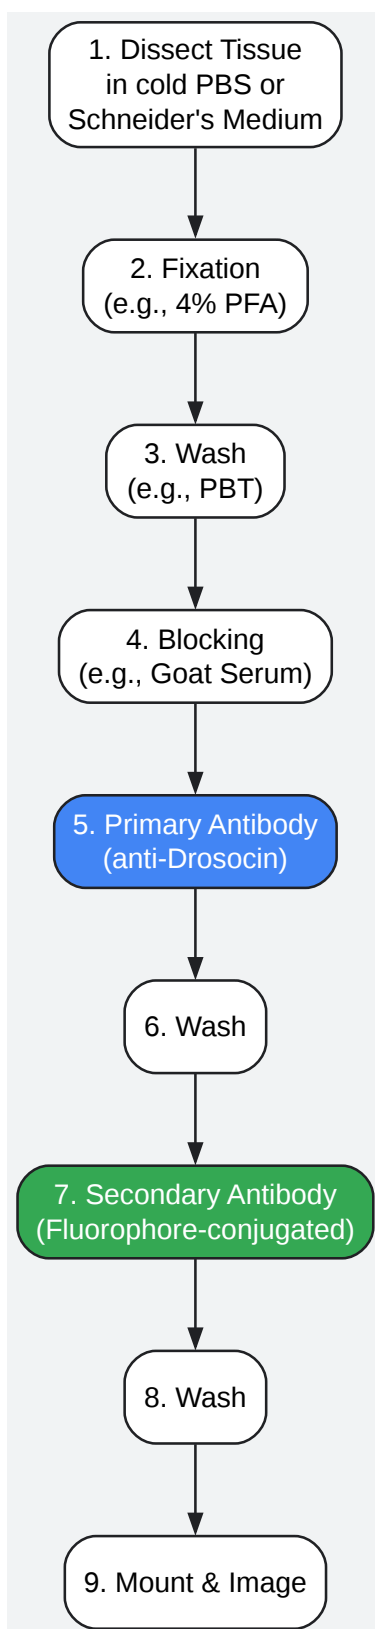 1. Dissect Tissue
in cold PBS or
Schneider's Medium
2. Fixation
(e.g., 4% PFA)
3. Wash
(e.g., PBT)
4. Blocking
(e.g., Goat Serum)
5. Primary Antibody
(anti-Drosocin)
6. Wash
7. Secondary Antibody
(Fluorophore-conjugated)
8. Wash
9. Mount & Image